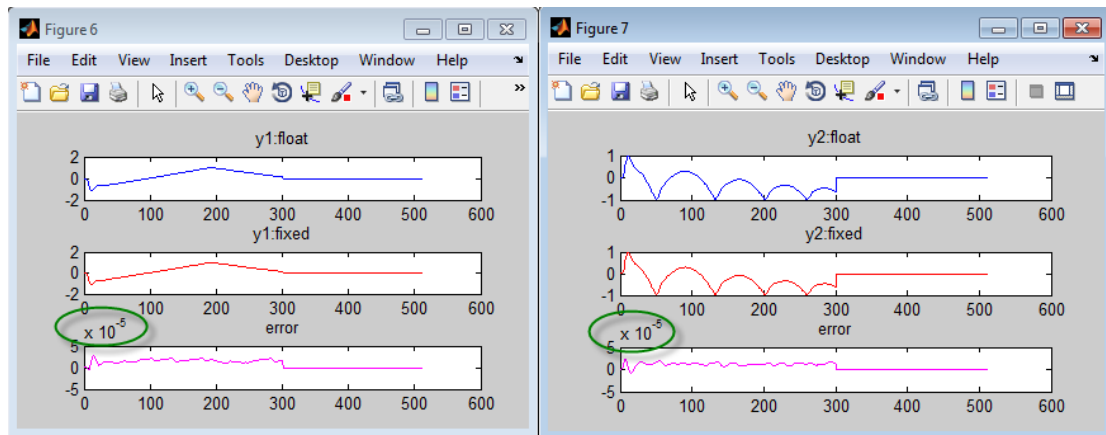 Figure 6
File Edit View Insert Tools Desktop Window Help
y1:float
2
0
-2
0 100 200 300 400 500 600
y1:fixed
2
0
-2
0 100 200 300 400 500 600
x 10^-5
error
5
0
-5
0 100 200 300 400 500 600
Figure 7
File Edit View Insert Tools Desktop Window Help
y2:float
1
0
-1
0 100 200 300 400 500 600
y2:fixed
1
0
-1
0 100 200 300 400 500 600
x 10^-5
error
5
0
-5
0 100 200 300 400 500 600